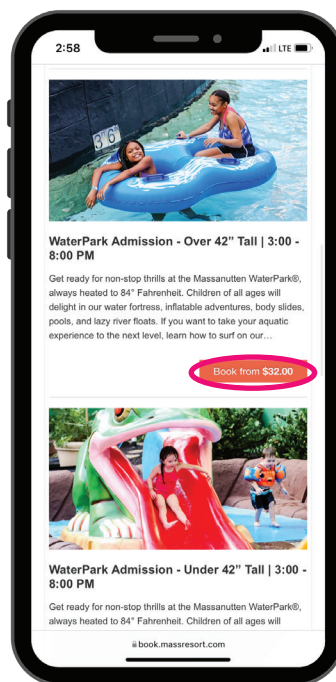 2:58
LTE
3'6"
WaterPark Admission - Over 42” Tall | 3:00 -
8:00 PM
Get ready for non-stop thrills at the Massanutten WaterPark®,
always heated to 84° Fahrenheit. Children of all ages will
delight in our water fortress, inflatable adventures, body slides,
pools, and lazy river floats. If you want to take your aquatic
experience to the next level, learn how to surf on our…
Book from $32.00
WaterPark Admission - Under 42” Tall | 3:00 -
8:00 PM
Get ready for non-stop thrills at the Massanutten WaterPark®,
always heated to 84° Fahrenheit. Children of all ages will
book.massresort.com